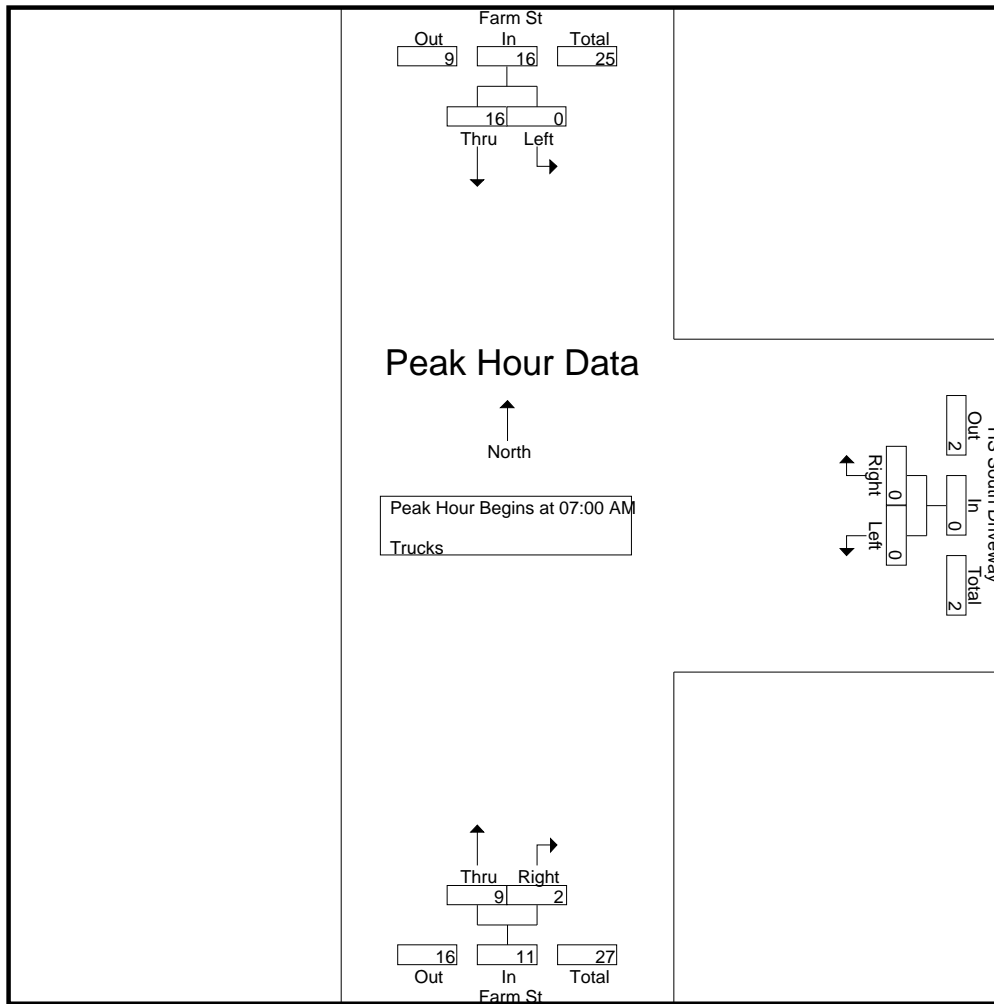 Farm St
Out In Total
9 16 25
16 0
Thru Left
Peak Hour Data
North
Peak Hour Begins at 07:00 AM
Trucks
South Driveway
Out In Total
2 0 2
Right Left
0 0
Thru Right
9 2
16 11 27
Out In Total
Farm St